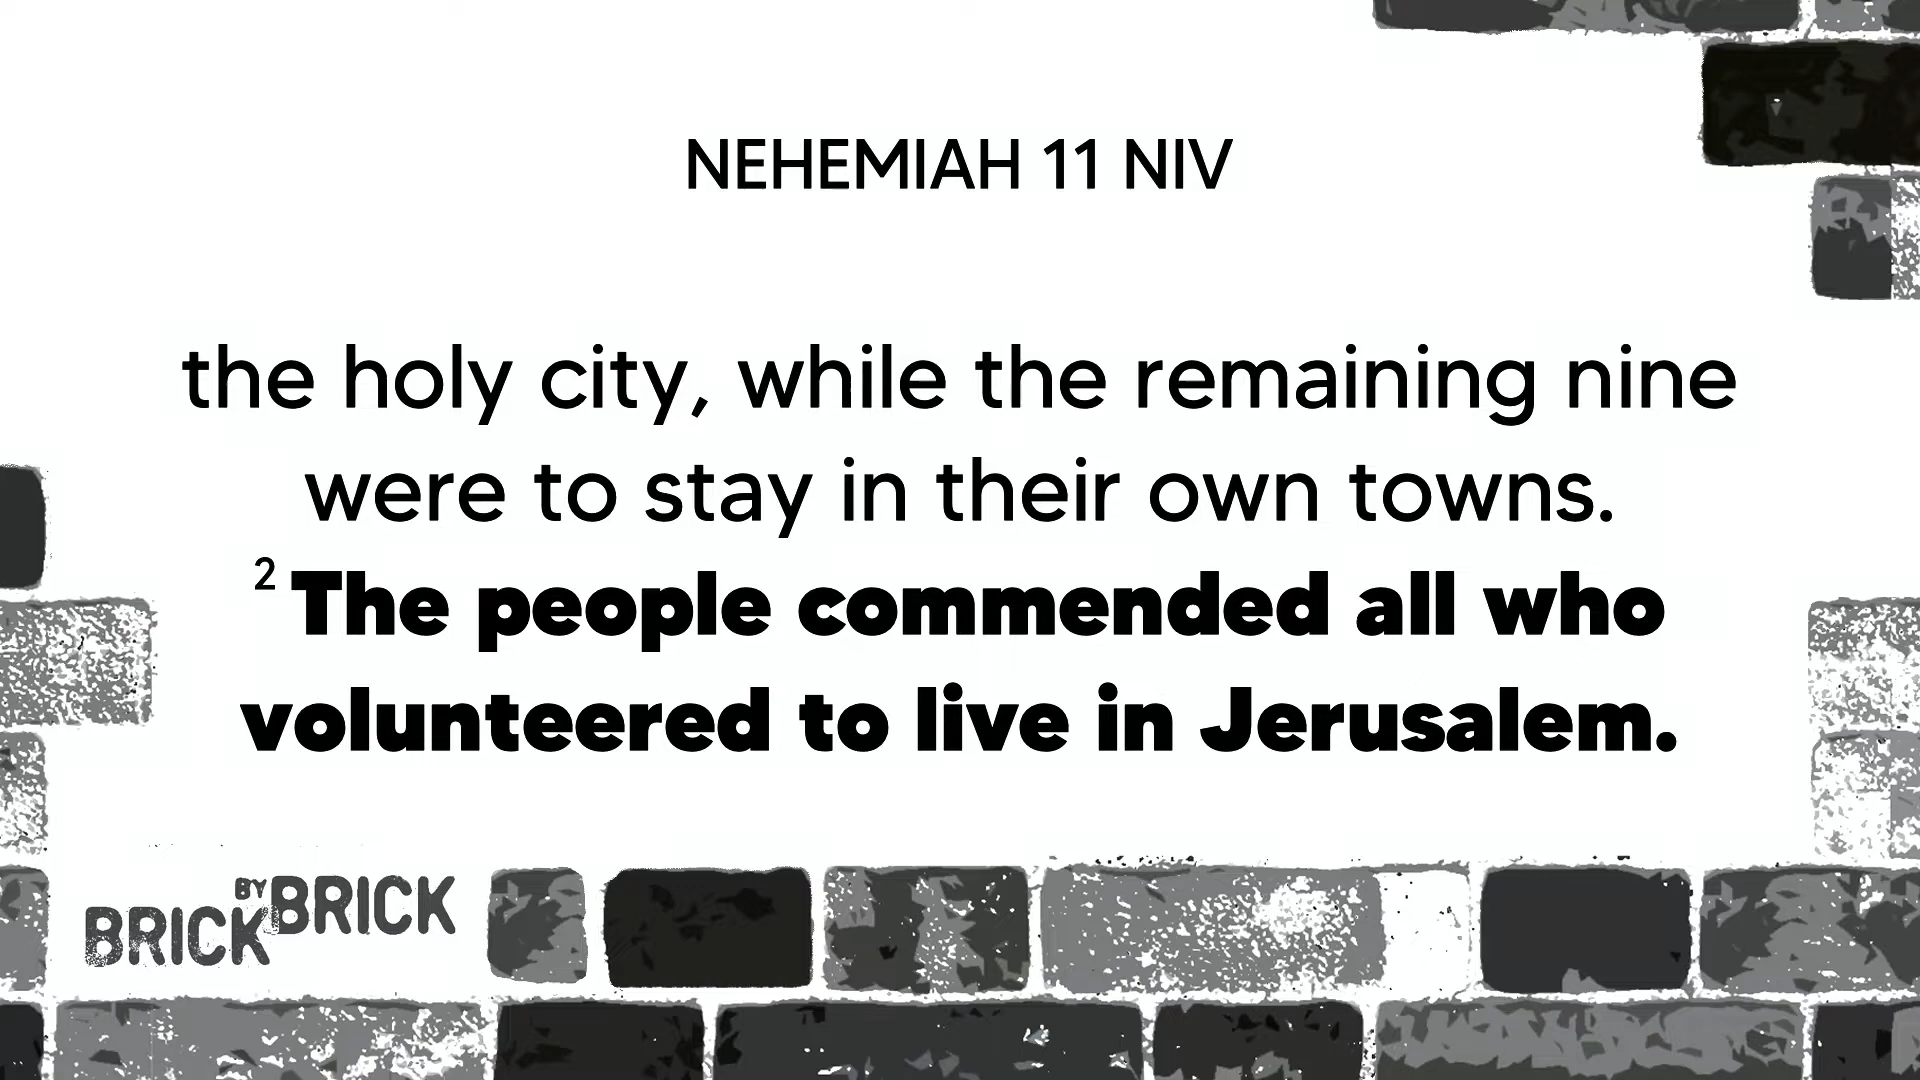 NEHEMIAH 11 NIV
the holy city, while the remaining nine
were to stay in their own towns.
2 The people commended all who
volunteered to live in Jerusalem.
BRICK BY BRICK